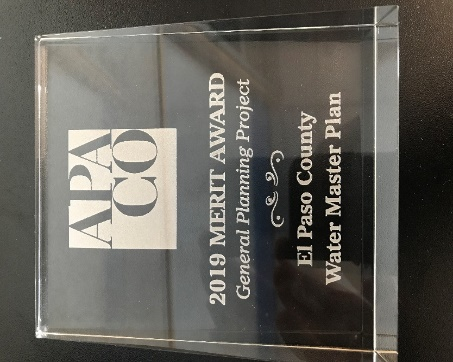 APA
CO
2019 MERIT AWARD
General Planning Project
El Paso County
Water Master Plan